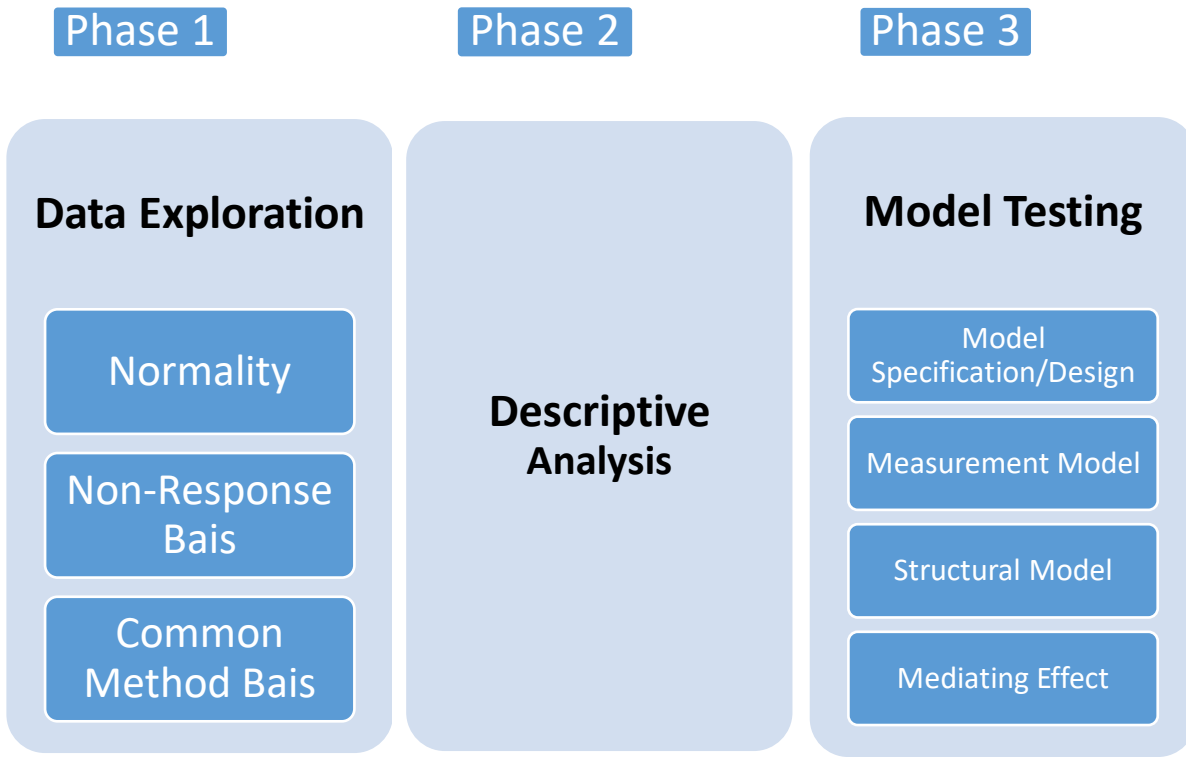 Phase 1
Phase 2
Phase 3
Data Exploration
Normality
Non-Response
Bais
Common
Method Bais
Descriptive
Analysis
Model Testing
Model
Specification/Design
Measurement Model
Structural Model
Mediating Effect